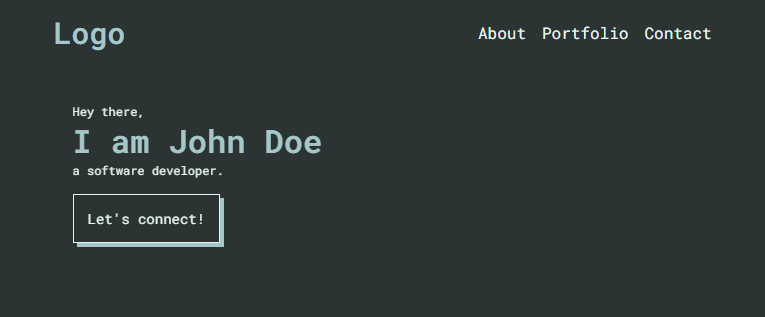 Logo
About Portfolio Contact
Hey there,
I am John Doe
a software developer.
Let's connect!